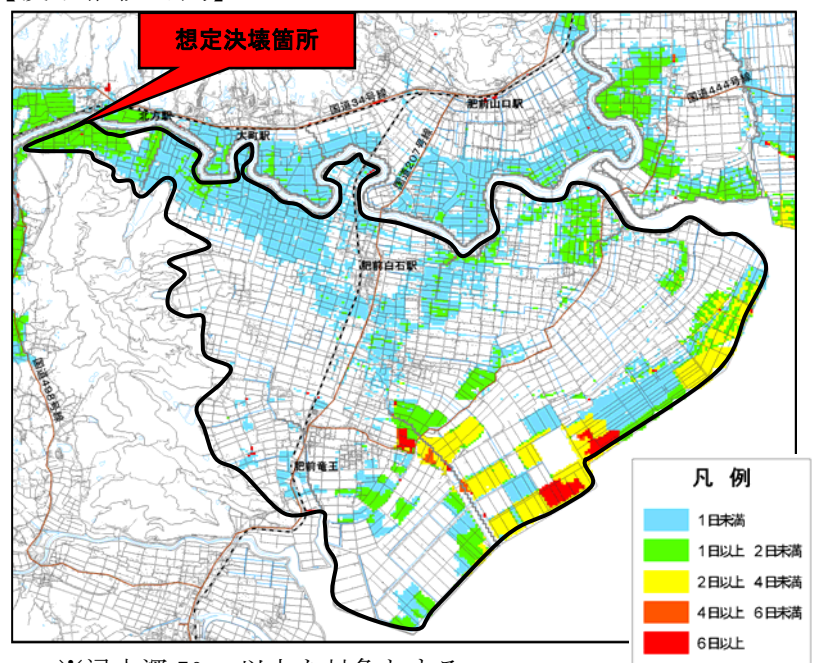 想定決壊箇所
国道34号線
肥前山口駅
国道444号線
北方駅
大町駅
国道207号線
肥前白石駅
国道498号線
肥前竜王
凡 例
1日未満
1日以上 2日未満
2日以上 4日未満
4日以上 6日未満
6日以上